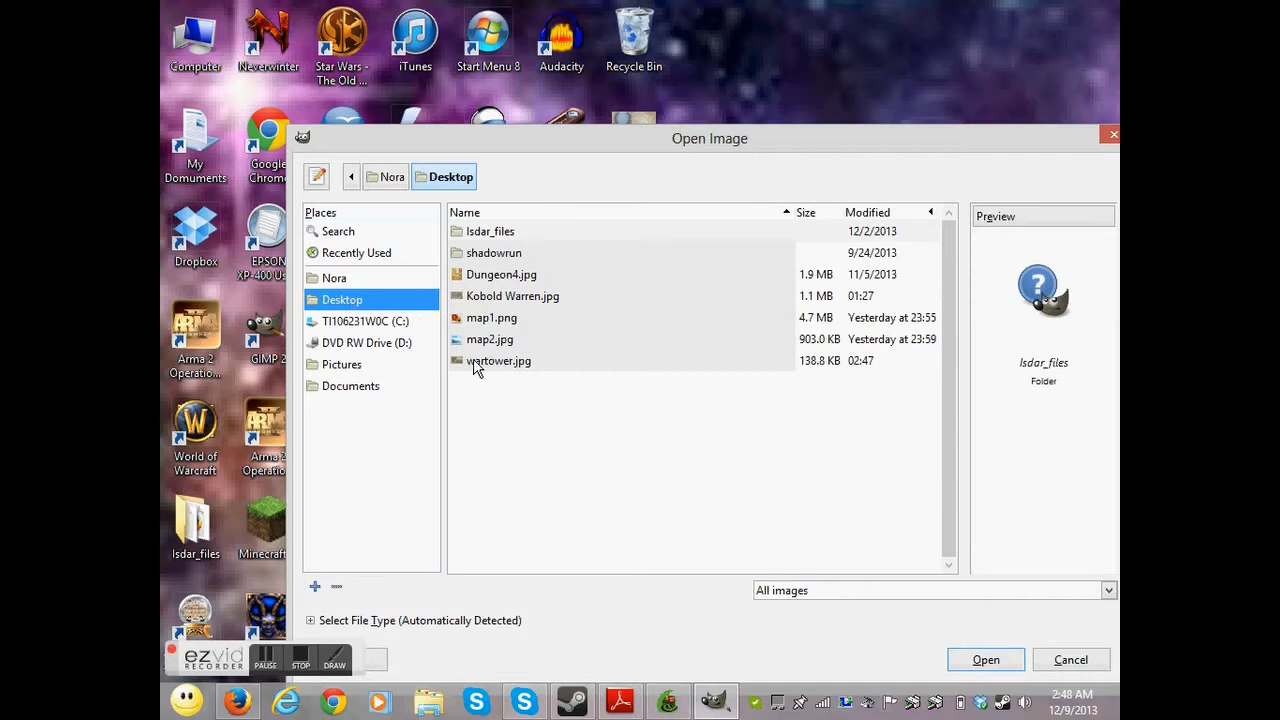 Computer
Neverwinter
Star Wars -
The Old ...
iTunes
Start Menu 8
Audacity
Recycle Bin
My
Domuments
Google
Chrom
Dropbox
EPSON
XP-400 Us
Arma 2
Operatio...
GIMP 2
World of
Warcraft
Arma 2
Operatio
lsdar_files
Minecraf
Open Image
Nora
Desktop
Places
Search
Recently Used
Nora
Desktop
TI106231W0C (C:)
DVD RW Drive (D:)
Pictures
Documents
Name Size Modified
lsdar_files 12/2/2013
shadowrun 9/24/2013
Dungeon4.jpg 1.9 MB 11/5/2013
Kobold Warren.jpg 1.1 MB 01:27
map1.png 4.7 MB Yesterday at 23:55
map2.jpg 903.0 KB Yesterday at 23:59
wartower.jpg 138.8 KB 02:47
Preview
lsdar_files
Folder
All images
Select File Type (Automatically Detected)
Open
Cancel
ezvid
RECORDER
PAUSE
STOP
DRAW
2:48 AM
12/9/2013